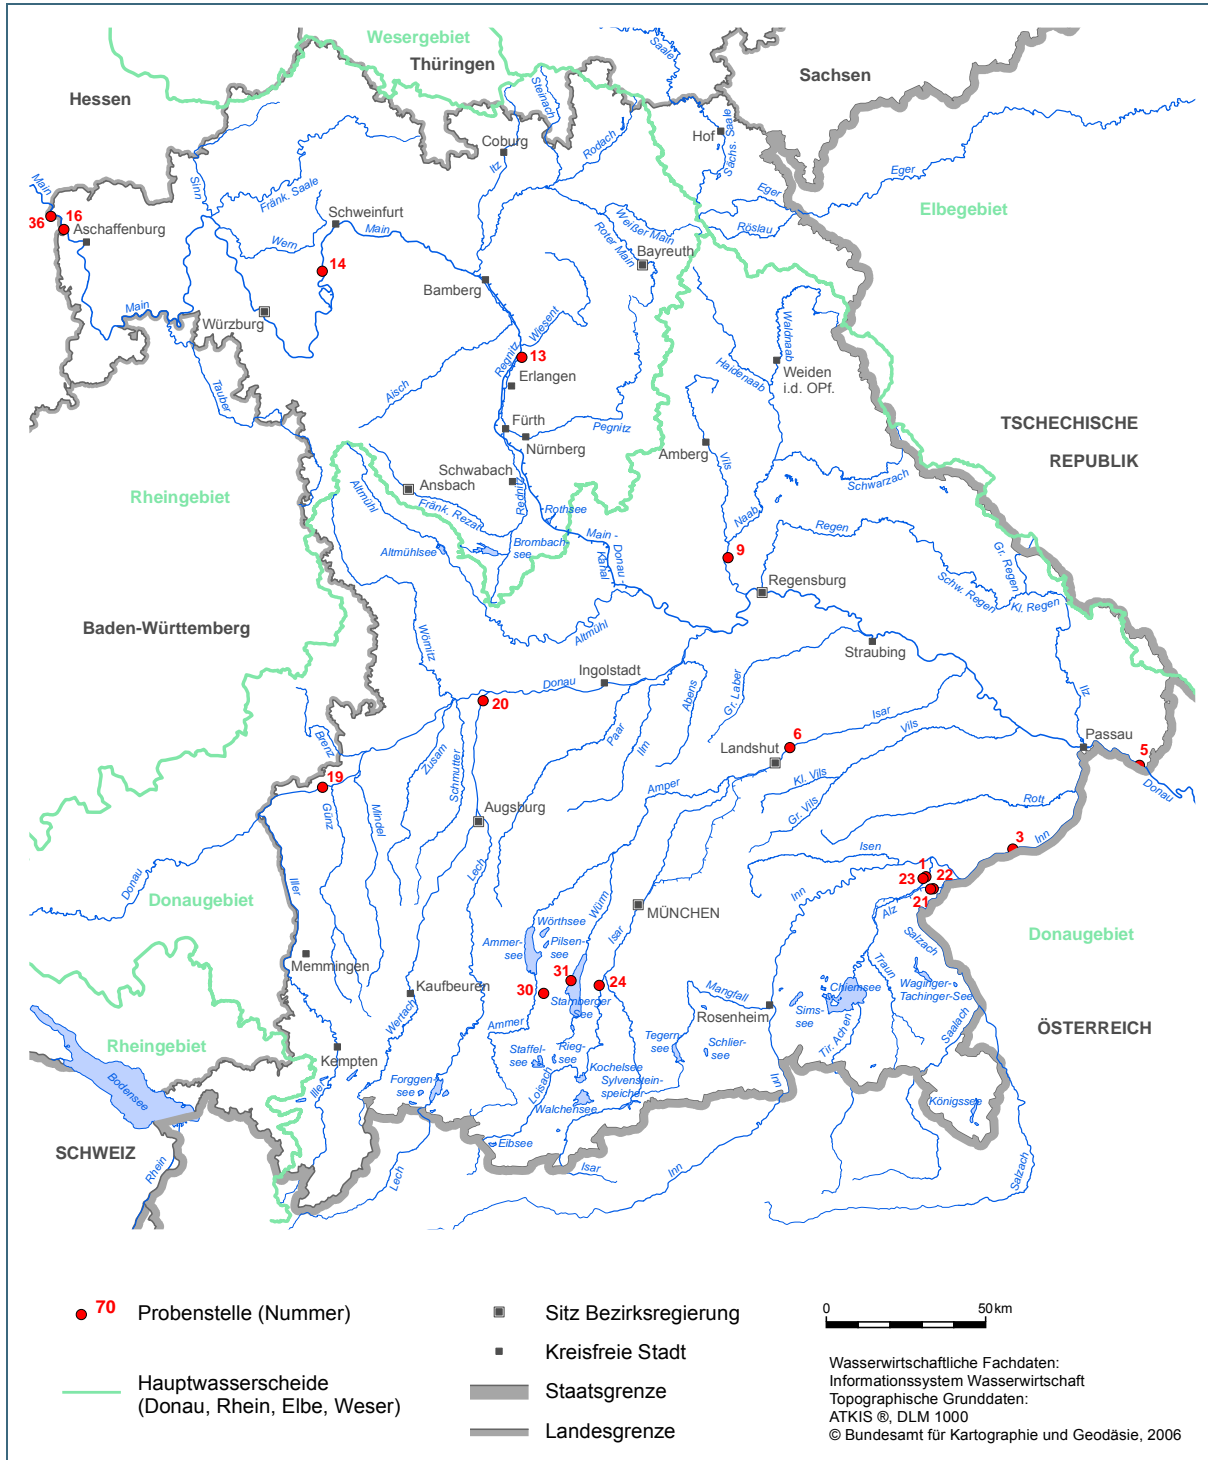 Wesergebiet
Thüringen
Sachsen
Hessen
Saale
Steinach
Hof
Sächs. Saale
Coburg
Itz
Rodach
Main
Sinn
Fränk. Saale
Eger
Eger
Elbegebiet
36
16
Aschaffenburg
Schweinfurt
Main
Wern
Weißer Main
Röslau
Roter Main
Bayreuth
14
Bamberg
Main
Würzburg
Wiesent
Waldnaab
Regnitz
13
Haidenaab
Weiden
i.d. OPf.
Erlangen
Tauber
Aisch
Fürth
Nürnberg
Pegnitz
Amberg
Vils
TSCHECHISCHE
REPUBLIK
Rheingebiet
Schwabach
Ansbach
Altmühl
Rednitz
Schwarzach
Fränk. Rezat
Rothsee
Naab
Regen
Main -
Donau
Kanal
Altmühlsee
Brombach-
see
9
Gr. Regen
Regensburg
Schw. Regen
Kl. Regen
Baden-Württemberg
Wörnitz
Altmühl
Straubing
Ingolstadt
Donau
Abens
Gr. Laber
Ilz
20
Isar
Brenz
Zusam
Schmutter
Paar
Ilm
6
Landshut
Vils
Passau
5
19
Günz
Mindel
Amper
Kl. Vils
Donau
Augsburg
Gr. Vils
Rott
Lech
Isen
Inn
3
Donau
Iller
Inn
1
23
22
21
Donaugebiet
Würm
MÜNCHEN
Alz
Wörthsee
Isar
Salzach
Donaugebiet
Ammer-
see
Pilsen-
see
Memmingen
31
24
Traun
Kaufbeuren
30
Starnberger
See
Mangfall
Chiemsee
Waginger-
Tachinger-See
Rosenheim
Sims-
see
Wertach
Ammer
ÖSTERREICH
Rheingebiet
Kempten
Staffel-
see
Rieg-
see
Tegern
see
Schlier-
see
Tir. Achen
Saalach
Bodensee
Iller
Forggen-
see
Loisach
Kochelsee
Sylvenstein-
speicher
Walchensee
Inn
Königssee
SCHWEIZ
Eibsee
Rhein
Lech
Isar
Inn
Salzach
70
Probenstelle (Nummer)
Hauptwasserscheide
(Donau, Rhein, Elbe, Weser)
Sitz Bezirksregierung
Kreisfreie Stadt
Staatsgrenze
Landesgrenze
0
50 km
Wasserwirtschaftliche Fachdaten:
Informationssystem Wasserwirtschaft
Topographische Grunddaten:
ATKIS ®, DLM 1000
© Bundesamt für Kartographie und Geodäsie, 2006